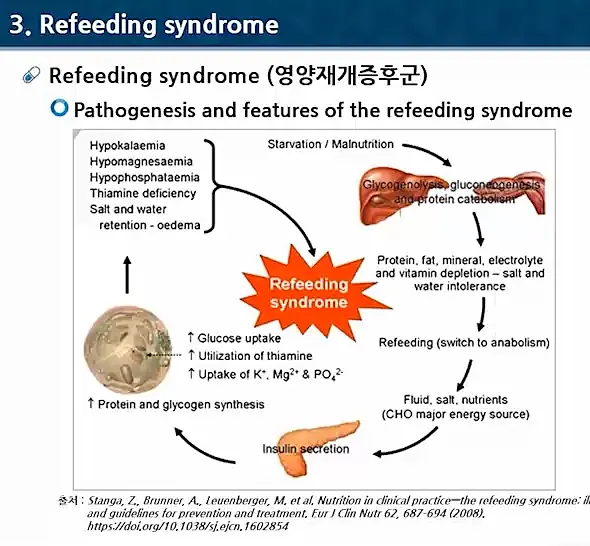 3. Refeeding syndrome
Refeeding syndrome (영양재개증후군)
Pathogenesis and features of the refeeding syndrome
Hypokalaemia
Hypomagnesaemia
Hypophosphataemia
Thiamine deficiency
Salt and water
retention - oedema
Starvation / Malnutrition
Glycogenolysis, gluconeogenesis
and protein catabolism
Protein, fat, mineral, electrolyte
and vitamin depletion – salt and
water intolerance
Refeeding (switch to anabolism)
Fluid, salt, nutrients
(CHO major energy source)
Insulin secretion
↑ Glucose uptake
↑ Utilization of thiamine
↑ Uptake of K⁺, Mg²⁺ & PO₄²⁻
↑ Protein and glycogen synthesis
Refeeding
syndrome
출처 : Stanga, Z., Brunner, A., Leuenberger, M. et al. Nutrition in clinical practice—the refeeding syndrome:
and guidelines for prevention and treatment. Eur J Clin Nutr 62, 687-694 (2008).
https://doi.org/10.1038/sj.ejcn.1602854